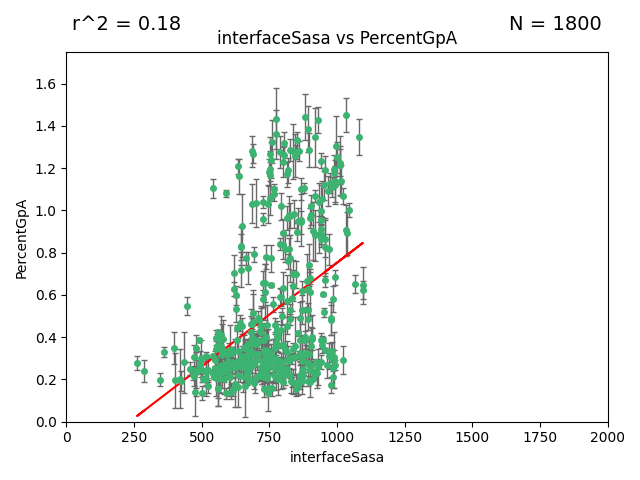 r^2 = 0.18
N = 1800
interfaceSasa vs PercentGpA
PercentGpA
1.6
1.4
1.2
1.0
0.8
0.6
0.4
0.2
0.0
0 250 500 750 1000 1250 1500 1750 2000
interfaceSasa